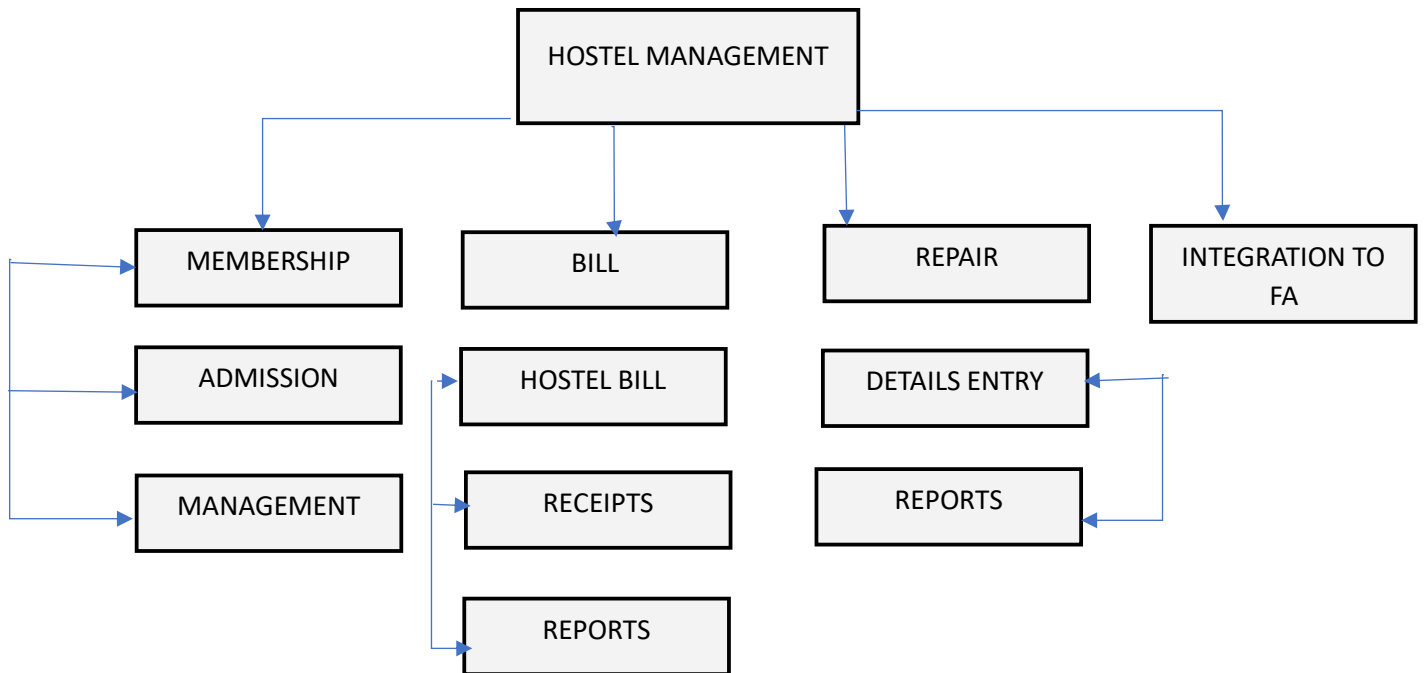 HOSTEL MANAGEMENT
MEMBERSHIP
BILL
REPAIR
INTEGRATION TO
FA
ADMISSION
HOSTEL BILL
DETAILS ENTRY
MANAGEMENT
RECEIPTS
REPORTS
REPORTS